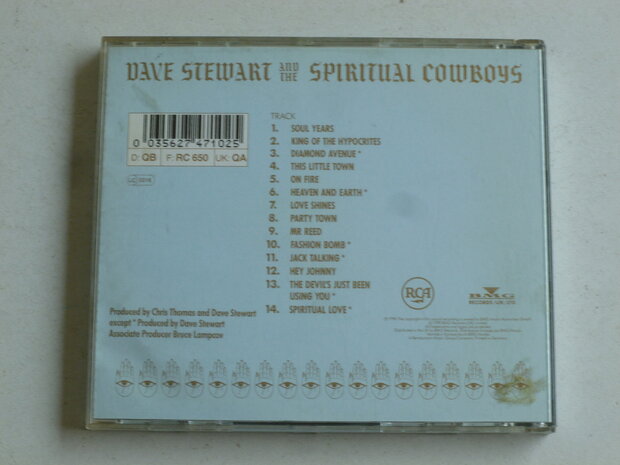 DAVE STEWART AND THE SPIRITUAL COWBOYS
TRACK
1. SOUL YEARS
2. KING OF THE HYPOCRITES
3. DIAMOND AVENUE *
4. THIS LITTLE TOWN
5. ON FIRE
6. HEAVEN AND EARTH *
7. LOVE SHINES
8. PARTY TOWN
9. MR REED
10. FASHION BOMB *
11. JACK TALKING *
12. HEY JOHNNY
13. THE DEVIL'S JUST BEEN
USING YOU *
14. SPIRITUAL LOVE *
0 035627 471025
D: QB F: RC 650 UK: QA
LC
Produced by Chris Thomas and Dave Stewart
except * Produced by Dave Stewart
Associate Producer Bruce Lampcov
RCA
BMG
RECORDS (UK) LTD